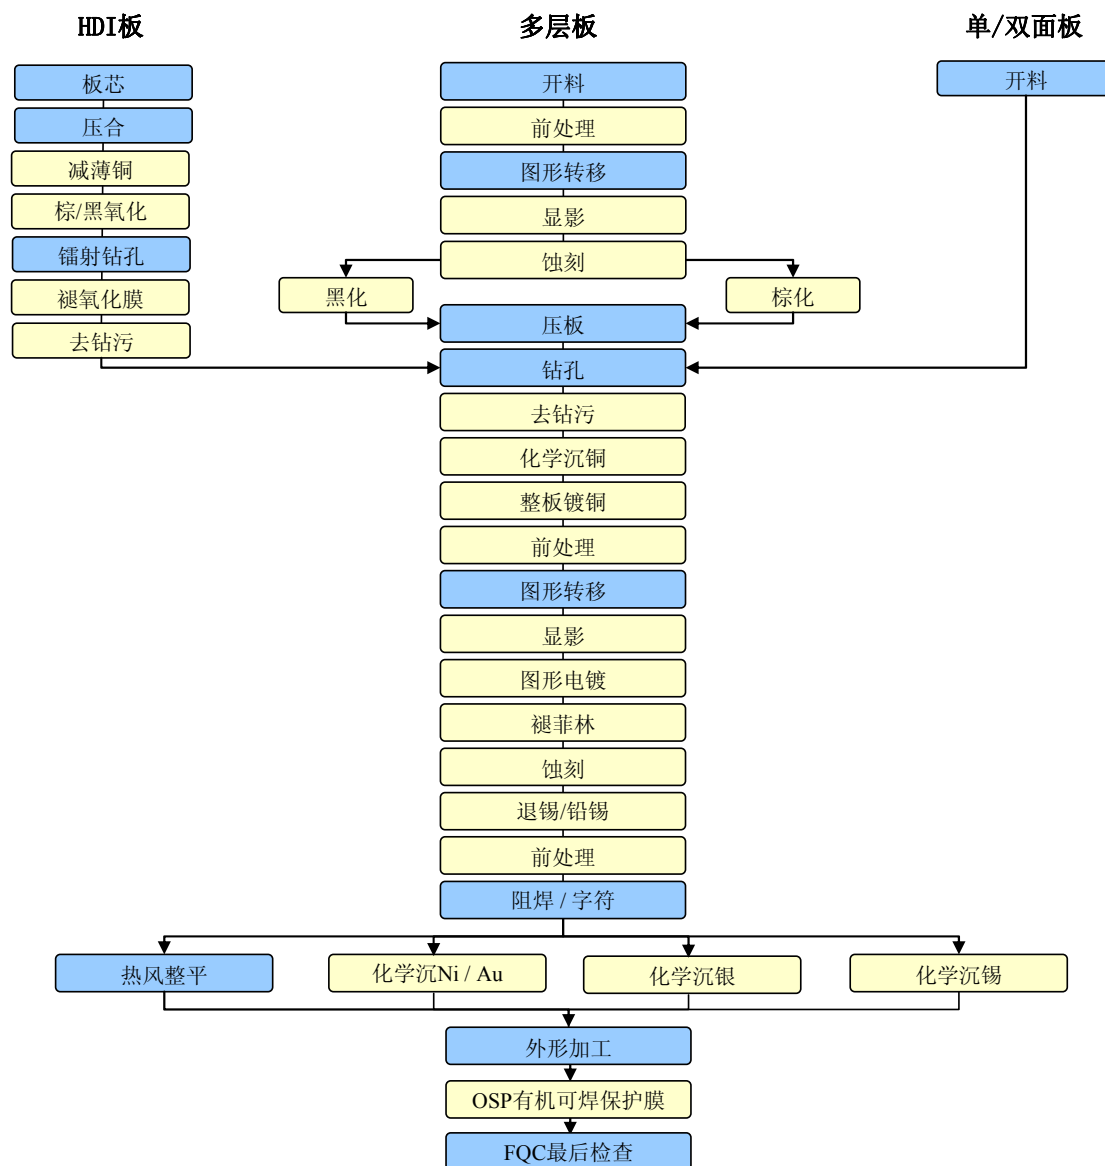 HDI板
多层板
单/双面板
板芯
压合
减薄铜
棕/黑氧化
镭射钻孔
褪氧化膜
去钻污
开料
前处理
图形转移
显影
蚀刻
黑化
棕化
压板
开料
钻孔
去钻污
化学沉铜
整板镀铜
前处理
图形转移
显影
图形电镀
褪菲林
蚀刻
退锡/铅锡
前处理
阻焊 / 字符
热风整平
化学沉Ni / Au
化学沉银
化学沉锡
外形加工
OSP有机可焊保护膜
FQC最后检查